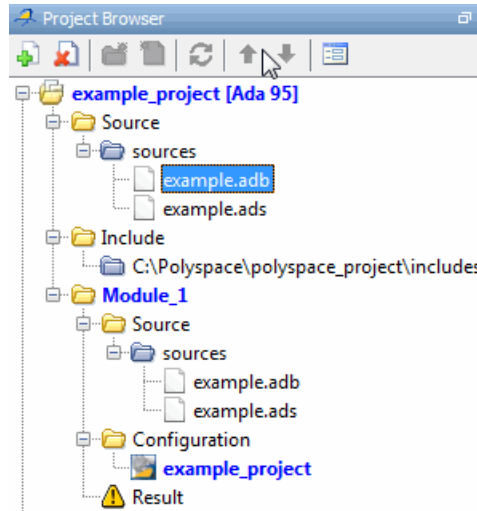 Project Browser
example_project [Ada 95]
Source
sources
example.adb
example.ads
Include
C:\Polyspace\polyspace_project\includes
Module_1
Source
sources
example.adb
example.ads
Configuration
example_project
Result